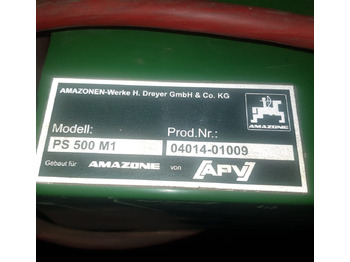 AMAZONEN-Werke H. Dreyer GmbH & Co. KG
AMAZONE
Modell: Prod.Nr.:
PS 500 M1 04014-01009
Gebaut für AMAZONE von APV